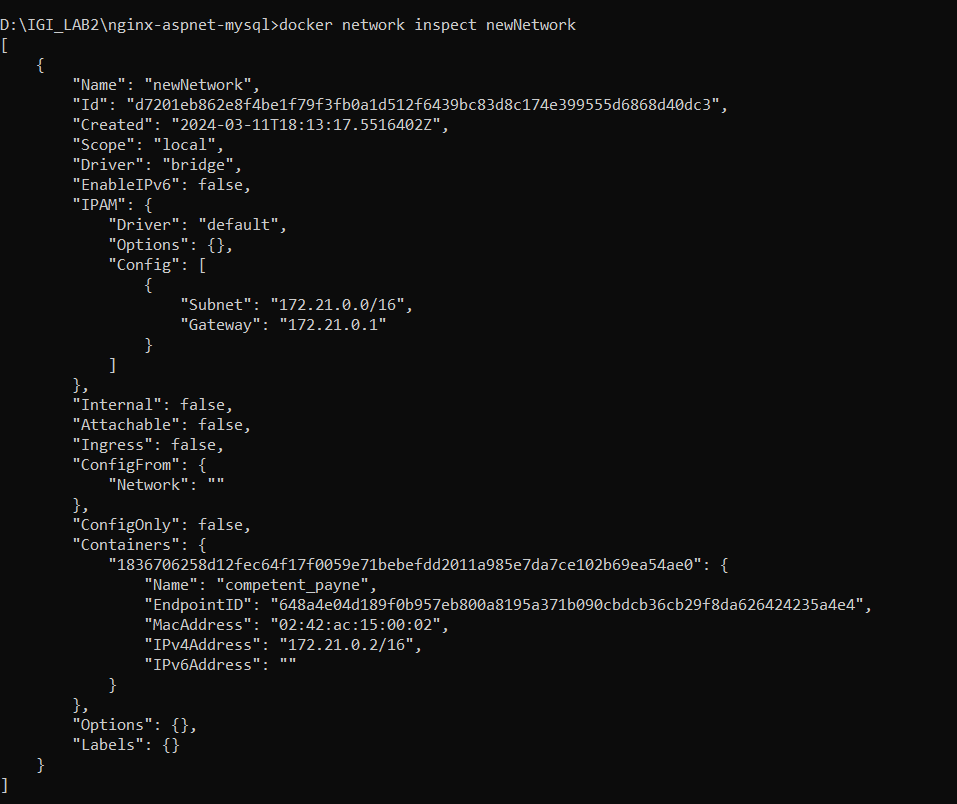 D:\IGI_LAB2\nginx-aspnet-mysql>docker network inspect newNetwork
[
    {
        "Name": "newNetwork",
        "Id": "d7201eb862e8f4be1f79f3fb0a1d512f6439bc83d8c174e399555d6868d40dc3",
        "Created": "2024-03-11T18:13:17.5516402Z",
        "Scope": "local",
        "Driver": "bridge",
        "EnableIPv6": false,
        "IPAM": {
            "Driver": "default",
            "Options": {},
            "Config": [
                {
                    "Subnet": "172.21.0.0/16",
                    "Gateway": "172.21.0.1"
                }
            ]
        },
        "Internal": false,
        "Attachable": false,
        "Ingress": false,
        "ConfigFrom": {
            "Network": ""
        },
        "ConfigOnly": false,
        "Containers": {
            "1836706258d12fec64f17f0059e71bebefdd2011a985e7da7ce102b69ea54ae0": {
                "Name": "competent_payne",
                "EndpointID": "648a4e04d189f0b957eb800a8195a371b090cbdcb36cb29f8da626424235a4e4",
                "MacAddress": "02:42:ac:15:00:02",
                "IPv4Address": "172.21.0.2/16",
                "IPv6Address": ""
            }
        },
        "Options": {},
        "Labels": {}
    }
]